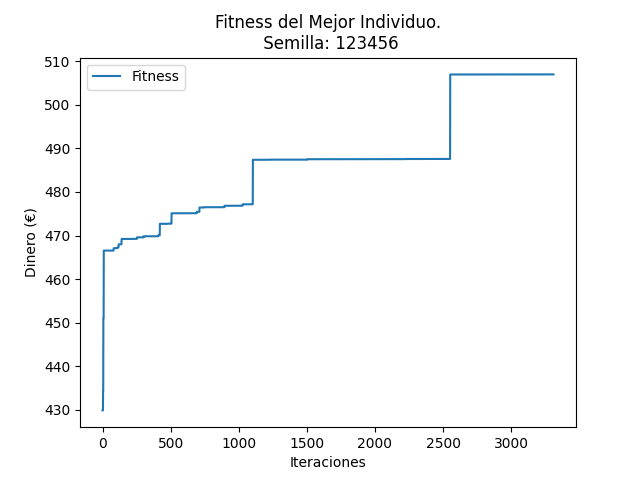 Fitness del Mejor Individuo.
Semilla: 123456
Fitness
510
500
490
480
470
460
450
440
430
Dinero (€)
0 500 1000 1500 2000 2500 3000
Iteraciones